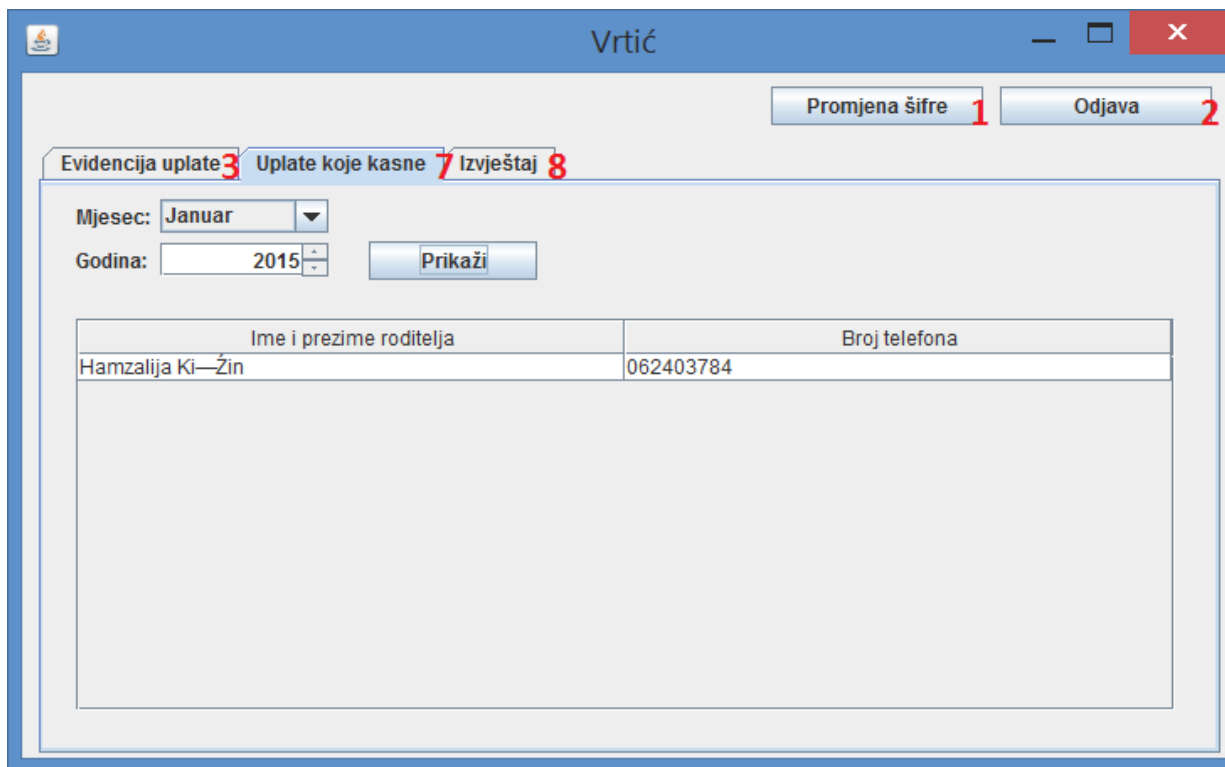 Vrtić
Promjena šifre 1 Odjava 2
Evidencija uplate 3 Uplate koje kasne 7 Izvještaj 8
Mjesec: Januar
Godina: 2015 Prikaži
Ime i prezime roditelja Broj telefona
Hamzalija Ki—Źin 062403784